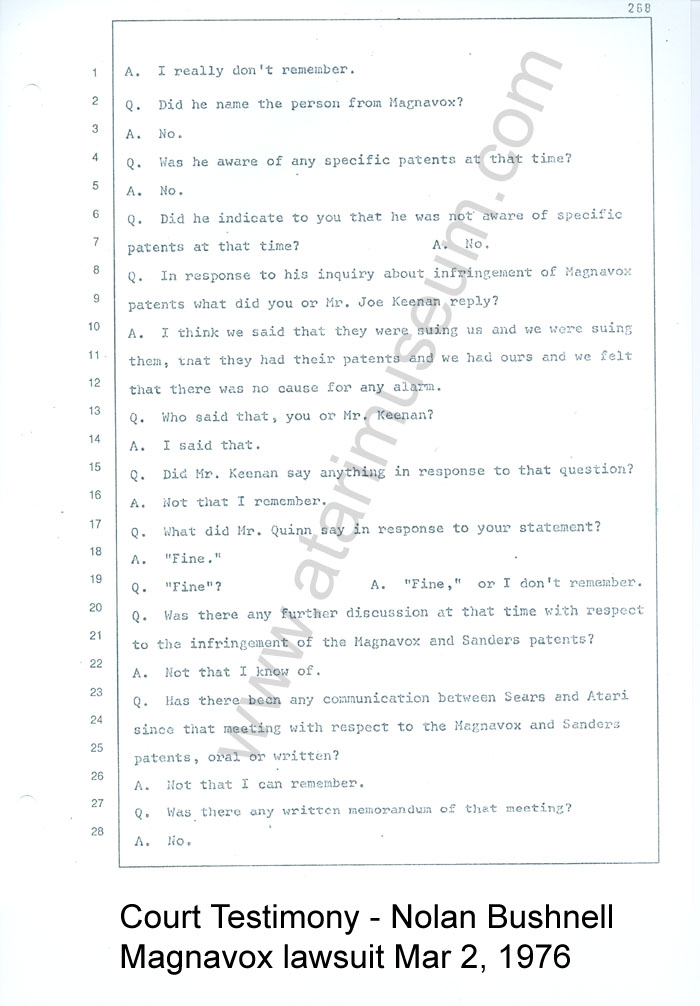 268
1 A. I really don't remember.
2 Q. Did he name the person from Magnavox?
3 A. No.
4 Q. Was he aware of any specific patents at that time?
5 A. No.
6 Q. Did he indicate to you that he was not aware of specific
7 patents at that time? A. No.
8 Q. In response to his inquiry about infringement of Magnavox
9 patents what did you or Mr. Joe Keenan reply?
10 A. I think we said that they were suing us and we were suing
11 them, that they had their patents and we had ours and we felt
12 that there was no cause for any alarm.
13 Q. Who said that, you or Mr. Keenan?
14 A. I said that.
15 Q. Did Mr. Keenan say anything in response to that question?
16 A. Not that I remember.
17 Q. What did Mr. Quinn say in response to your statement?
18 A. "Fine."
19 Q. "Fine"? A. "Fine," or I don't remember.
20 Q. Was there any further discussion at that time with respect
21 to the infringement of the Magnavox and Sanders patents?
22 A. Not that I know of.
23 Q. Has there been any communication between Sears and Atari
24 since that meeting with respect to the Magnavox and Sanders
25 patents, oral or written?
26 A. Not that I can remember.
27 Q. Was there any written memorandum of that meeting?
28 A. No.
www.atarimuseum.com
Court Testimony - Nolan Bushnell
Magnavox lawsuit Mar 2, 1976